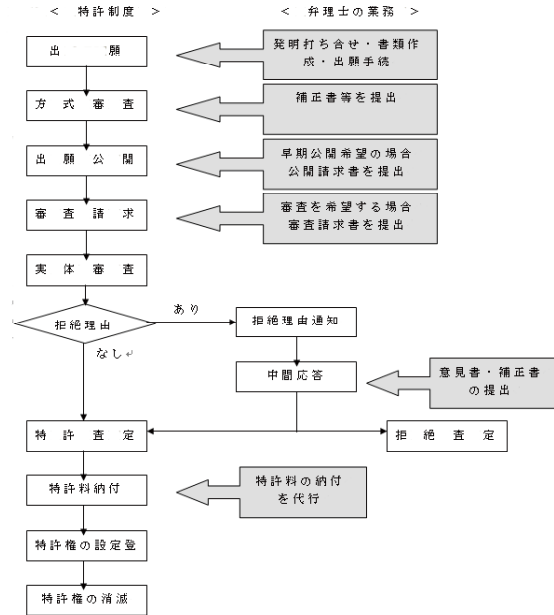 ＜ 特許制度 ＞
＜ 弁理士の業務 ＞
出 願
発明打ち合せ・書類作
成・出願手続
方 式 審 査
補正書等を提出
出 願 公 開
早期公開希望の場合
公開請求書を提出
審 査 請 求
審査を希望する場合
審査請求書を提出
実 体 審 査
拒絶理由
あり
なし
拒絶理由通知
中間応答
意見書・補正書
の提出
特 許 査 定
拒 絶 査 定
特許料納付
特許料の納付
を代行
特許権の設定登
特許権の消滅